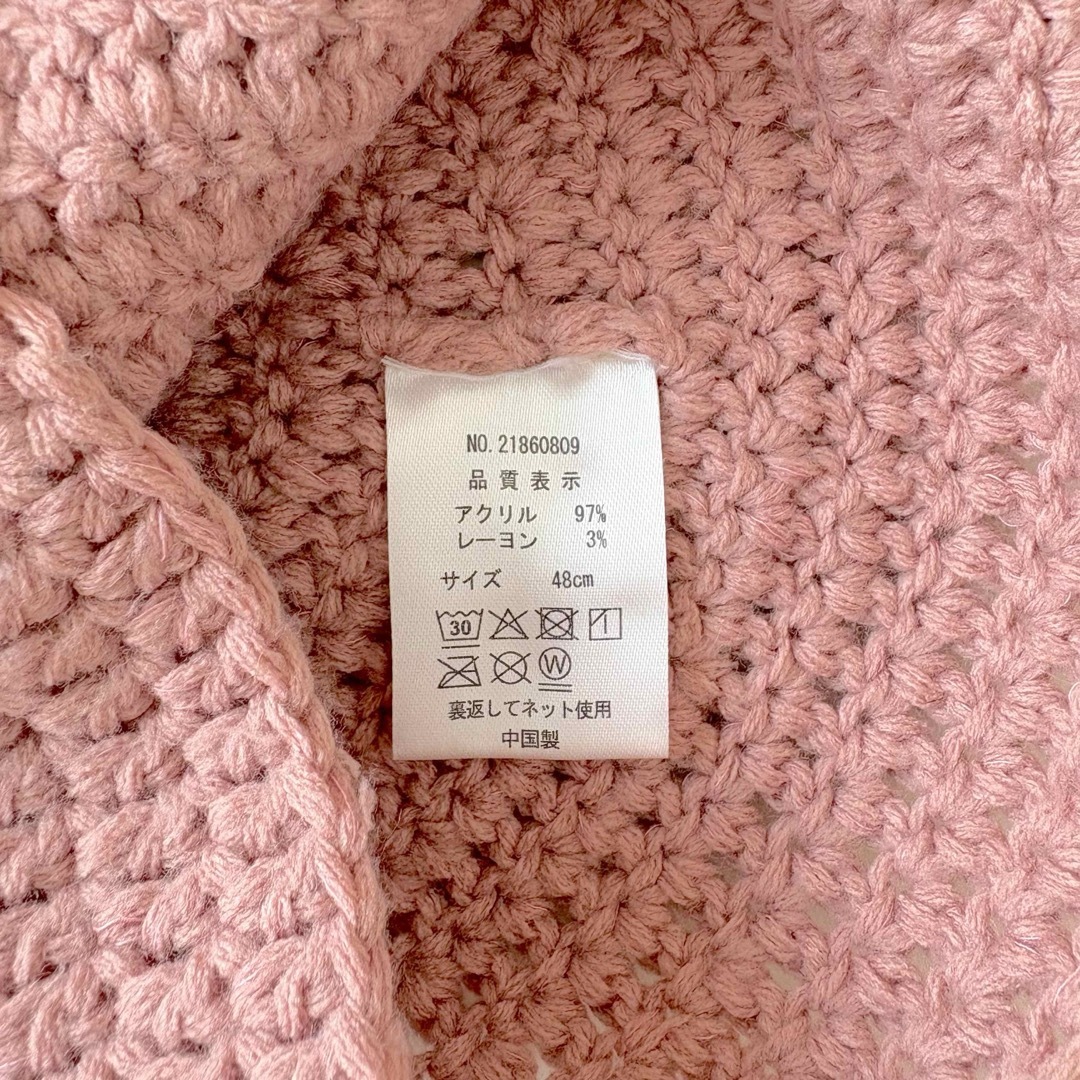 NO. 21860809
品質表示
アクリル 97%
レーヨン 3%
サイズ 48cm
30
W
裏返してネット使用
中国製